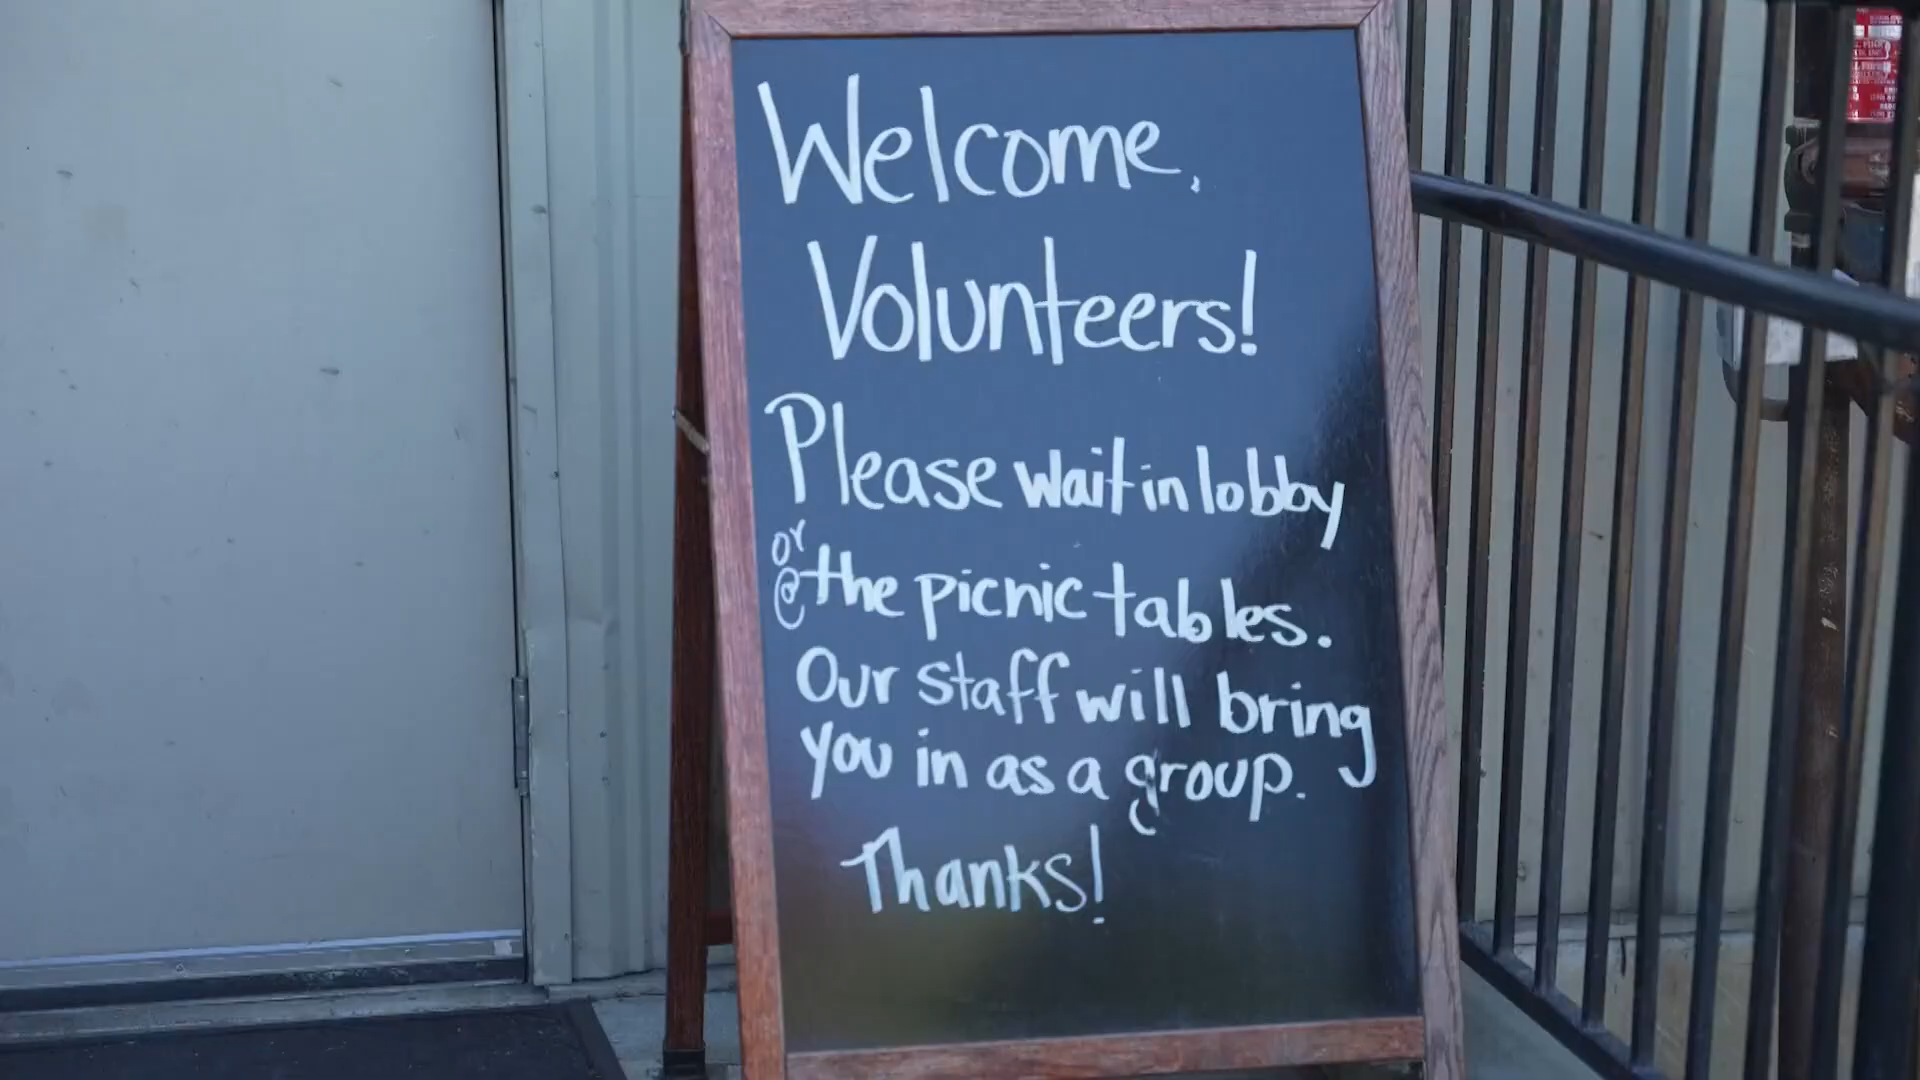 Welcome,
Volunteers!
Please wait in lobby
or
@ the picnic tables.
Our staff will bring
you in as a group.
Thanks!